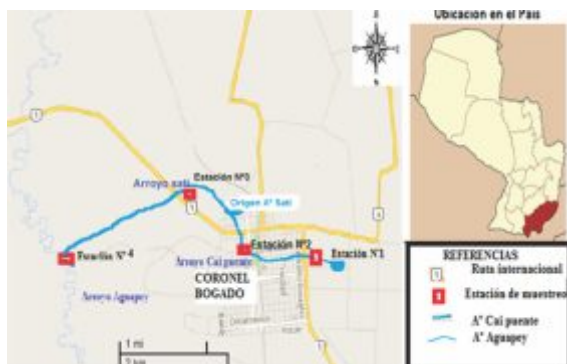 Ubicación en el País
Arroyo sati
Estación Nº3
Origen Aº Sati
Estación Nº2
Estación Nº1
Estación Nº 4
Arroyo Cai puente
CORONEL
BOGADO
Arroyo Aguapey
1 mi
2 km
REFERENCIAS
Ruta internacional
Estación de muestreo
Aº Cai puente
Aº Aguapey